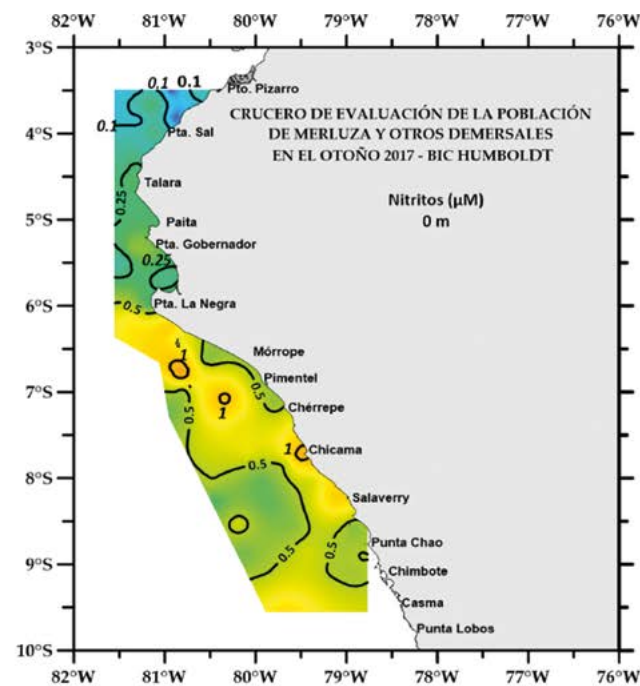 82°W 81°W 80°W 79°W 78°W 77°W 76°W
3°S
0.1 0.1 Pto. Pizarro
CRUCERO DE EVALUACIÓN DE LA POBLACIÓN
DE MERLUZA Y OTROS DEMERSALES
EN EL OTOÑO 2017 - BIC HUMBOLDT
0.1
4°S
Pta. Sal
Talara
Nitritos (µM)
0 m
0.25
5°S
Paita
Pta. Gobernador
0.25
6°S
0.5 Pta. La Negra
1
Mórrope
Pimentel
7°S
0.5
0.5
1
Chérrepe
1 Chicama
0.5
8°S
Salaverry
0.5
0.5
Punta Chao
9°S
Chimbote
Casma
Punta Lobos
10°S
82°W 81°W 80°W 79°W 78°W 77°W 76°W